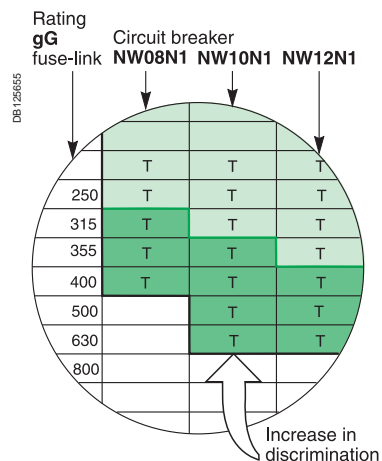 Rating
gG
fuse-link
Circuit breaker
NW08N1 NW10N1 NW12N1
DB125655
T T T
250 T T T
315 T T T
355 T T T
400 T T T
500 T T
630 T T
800
Increase in
discrimination